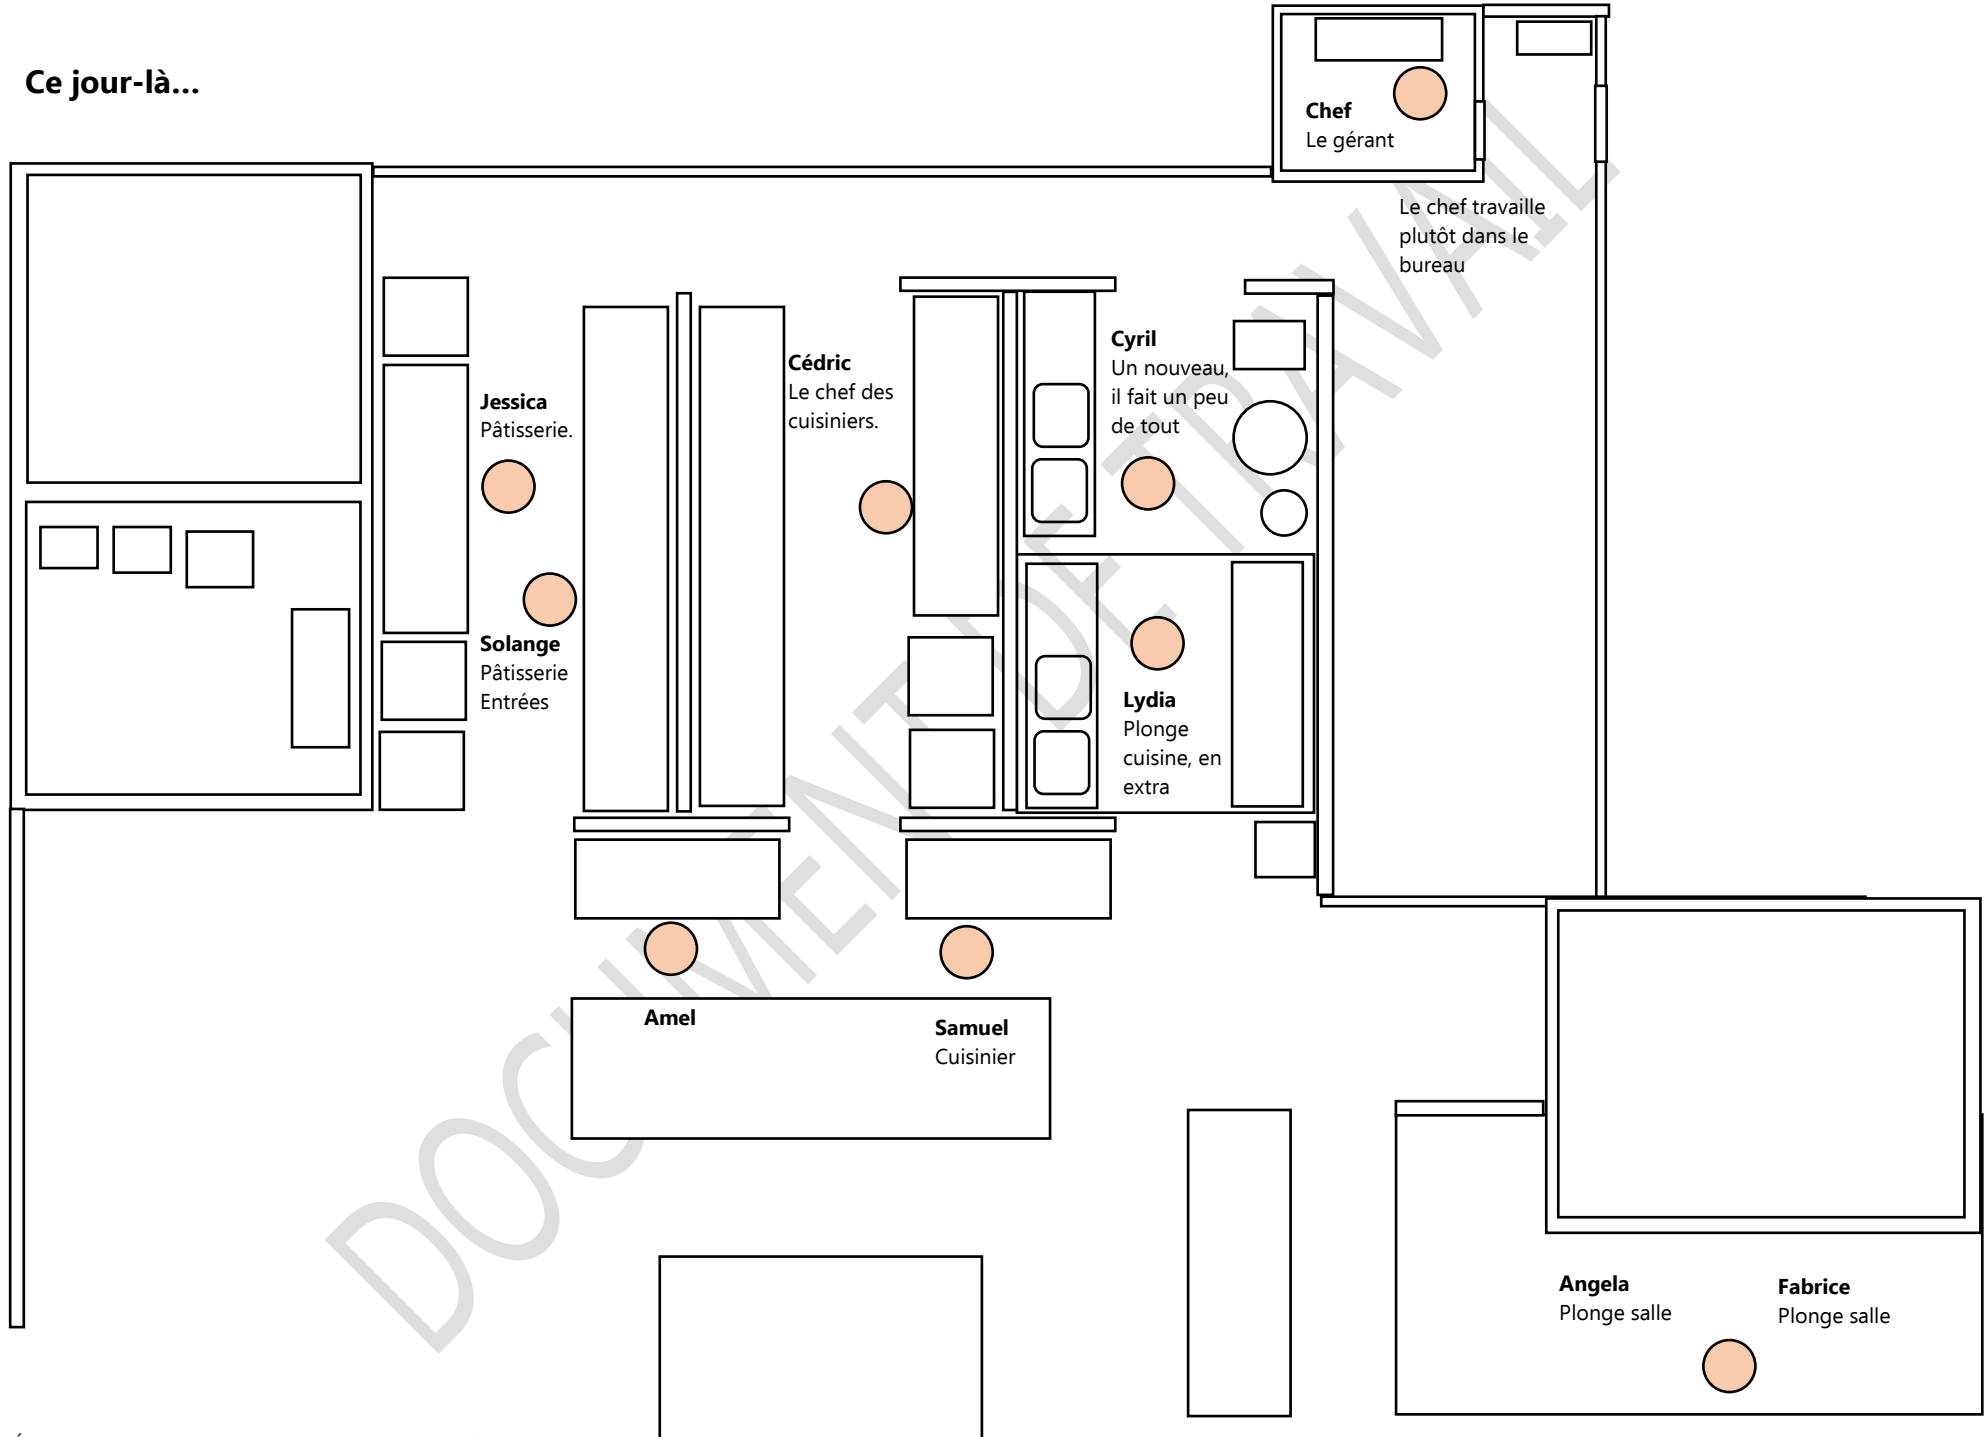 Ce jour-là...
Chef
Le gérant
Le chef travaille
plutôt dans le
bureau
Jessica
Pâtisserie.
Cédric
Le chef des
cuisiniers.
Cyril
Un nouveau,
il fait un peu
de tout
Solange
Pâtisserie
Entrées
Lydia
Plonge
cuisine, en
extra
Amel
Samuel
Cuisinier
Angela
Plonge salle
Fabrice
Plonge salle
DOCUMENT DE TRAVAIL